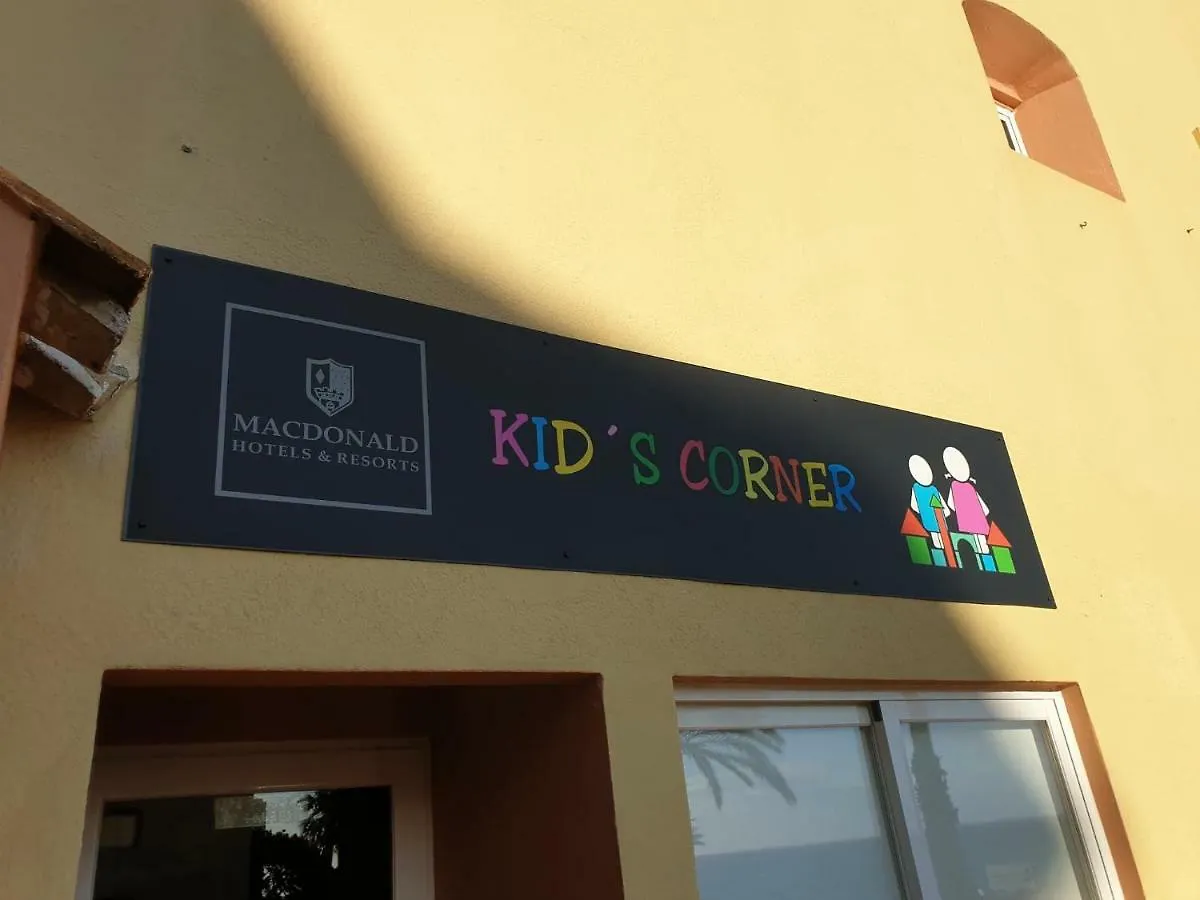 MACDONALD
HOTELS & RESORTS
KID´S CORNER